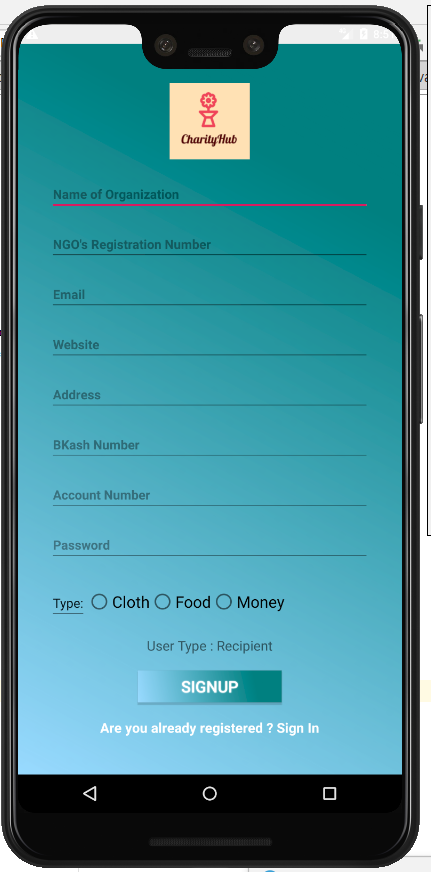 CharityHub
Name of Organization
NGO's Registration Number
Email
Website
Address
BKash Number
Account Number
Password
Type: Cloth Food Money
User Type : Recipient
SIGNUP
Are you already registered ? Sign In